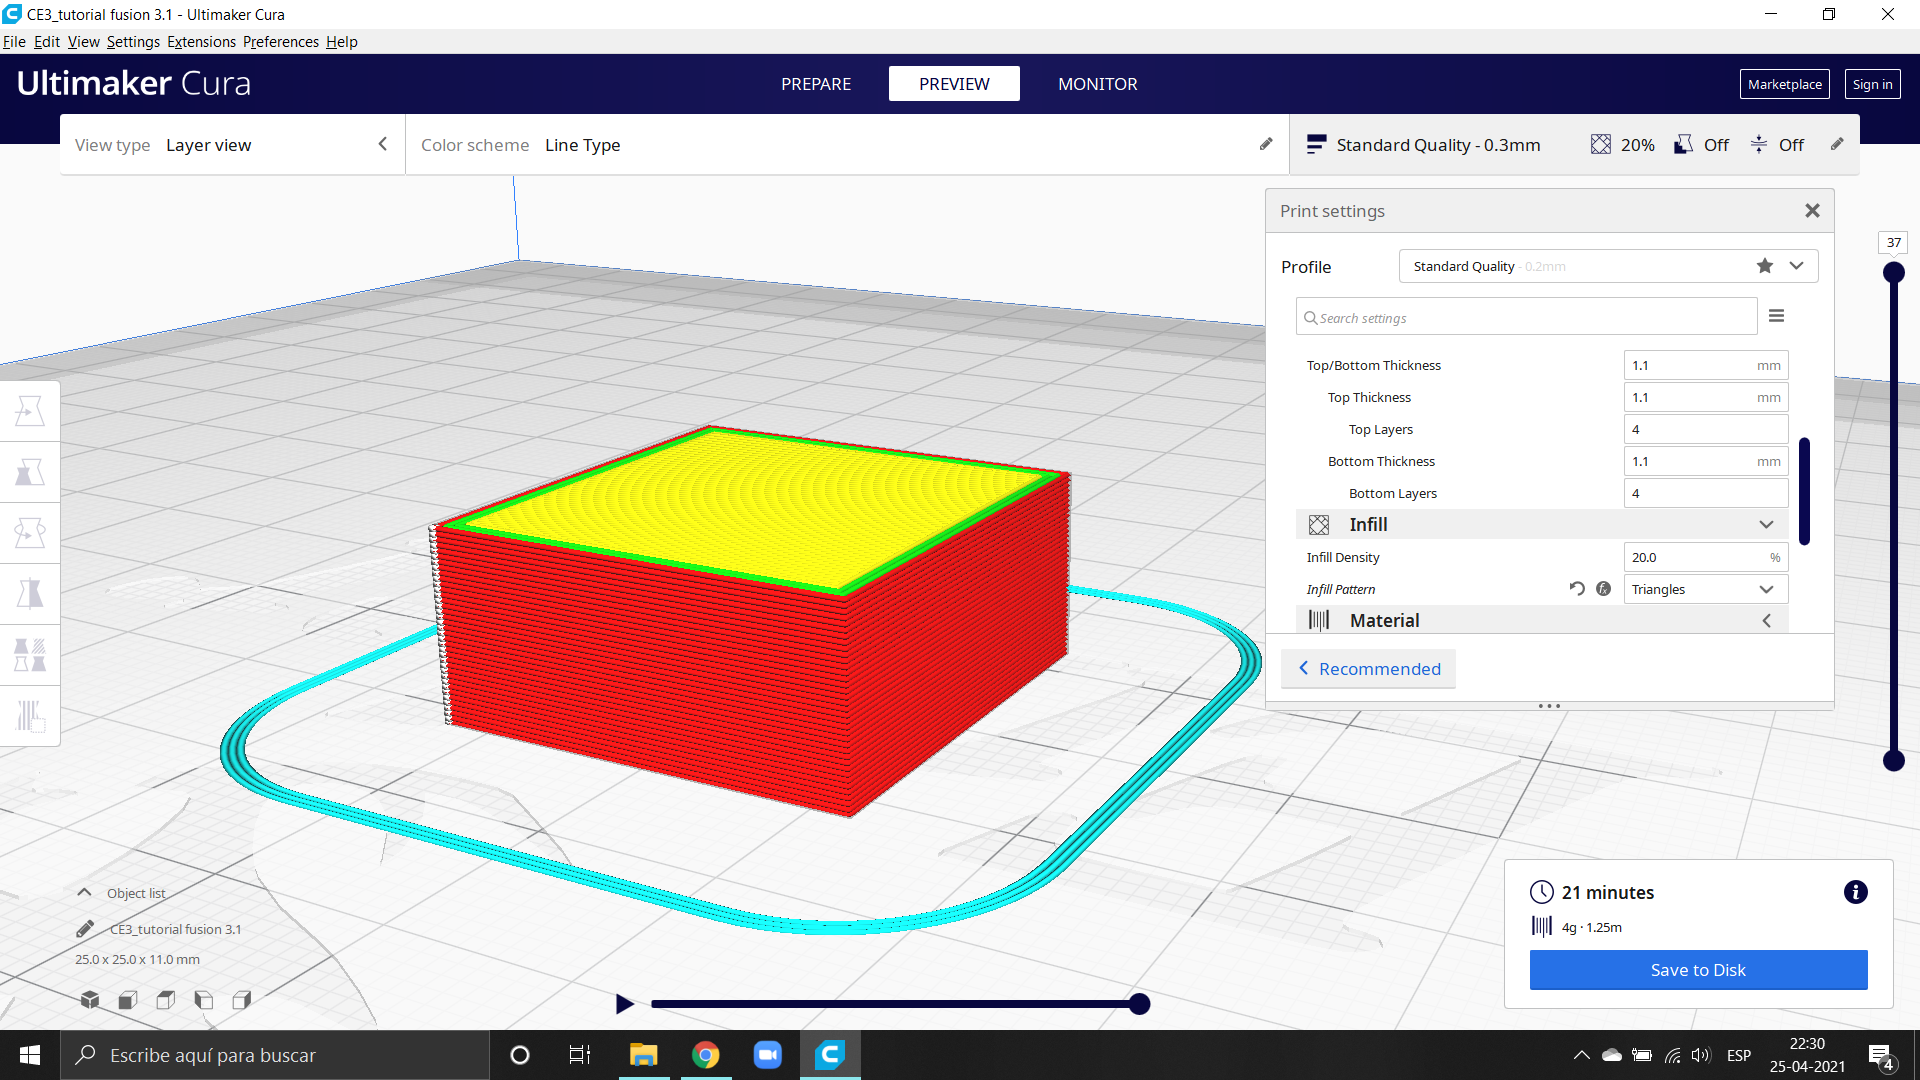 CE3_tutorial fusion 3.1 - Ultimaker Cura
File Edit View Settings Extensions Preferences Help
Ultimaker Cura
PREPARE PREVIEW MONITOR
Marketplace Sign in
View type Layer view
Color scheme Line Type
Standard Quality - 0.3mm 20% Off Off
Print settings
37
Profile Standard Quality - 0.2mm
Search settings
Top/Bottom Thickness 1.1 mm
Top Thickness 1.1 mm
Top Layers 4
Bottom Thickness 1.1 mm
Bottom Layers 4
Infill
Infill Density 20.0 %
Infill Pattern Triangles
Material
Recommended
Object list
CE3_tutorial fusion 3.1
25.0 x 25.0 x 11.0 mm
21 minutes
4g · 1.25m
Save to Disk
Escribe aquí para buscar
ESP
22:30
25-04-2021
4